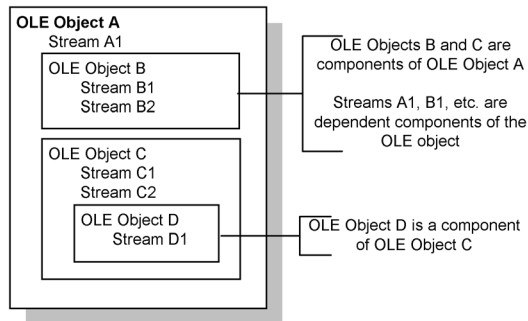 OLE Object A
Stream A1
OLE Object B
Stream B1
Stream B2
OLE Object C
Stream C1
Stream C2
OLE Object D
Stream D1
OLE Objects B and C are
components of OLE Object A
Streams A1, B1, etc. are
dependent components of the
OLE object
OLE Object D is a component
of OLE Object C